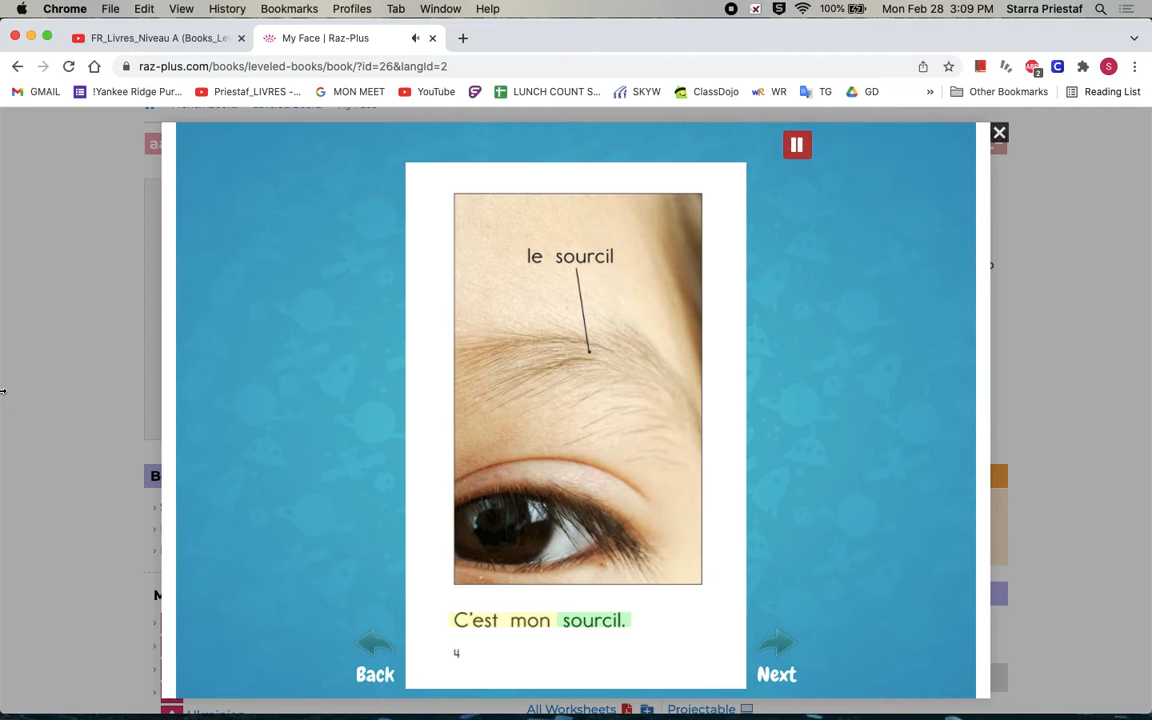 Chrome File Edit View History Bookmarks Profiles Tab Window Help 100% Mon Feb 28 3:09 PM Starra Priestaf
FR_Livres_Niveau A (Books_Le
My Face | Raz-Plus
raz-plus.com/books/leveled-books/book/?id=26&langId=2
GMAIL !Yankee Ridge Pur... Priestaf_LIVRES -... MON MEET YouTube LUNCH COUNT S... SKYW ClassDojo WR TG GD » Other Bookmarks Reading List
le sourcil
C'est mon sourcil.
4
Back
Next
Ukrainian
All Worksheets
Projectable